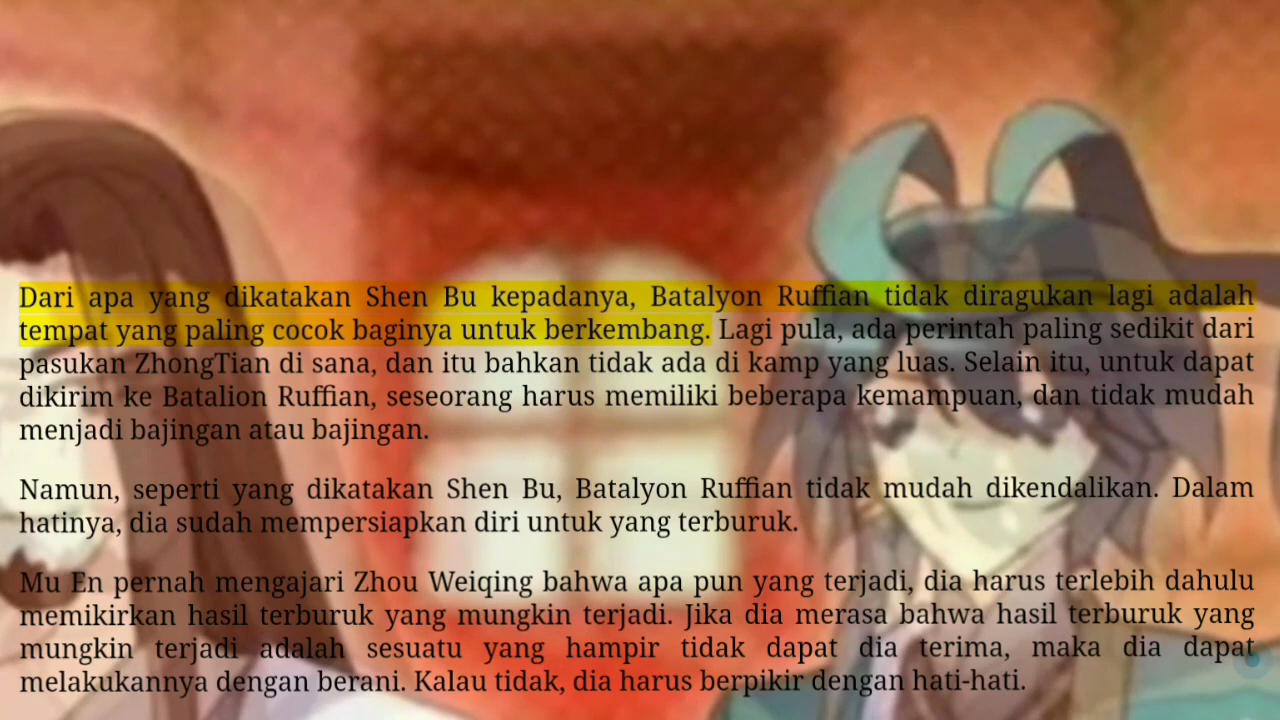 Dari apa yang dikatakan Shen Bu kepadanya, Batalyon Ruffian tidak diragukan lagi adalah
tempat yang paling cocok baginya untuk berkembang. Lagi pula, ada perintah paling sedikit dari
pasukan ZhongTian di sana, dan itu bahkan tidak ada di kamp yang luas. Selain itu, untuk dapat
dikirim ke Batalion Ruffian, seseorang harus memiliki beberapa kemampuan, dan tidak mudah
menjadi bajingan atau bajingan.
Namun, seperti yang dikatakan Shen Bu, Batalyon Ruffian tidak mudah dikendalikan. Dalam
hatinya, dia sudah mempersiapkan diri untuk yang terburuk.
Mu En pernah mengajari Zhou Weiqing bahwa apa pun yang terjadi, dia harus terlebih dahulu
memikirkan hasil terburuk yang mungkin terjadi. Jika dia merasa bahwa hasil terburuk yang
mungkin terjadi adalah sesuatu yang hampir tidak dapat dia terima, maka dia dapat
melakukannya dengan berani. Kalau tidak, dia harus berpikir dengan hati-hati.